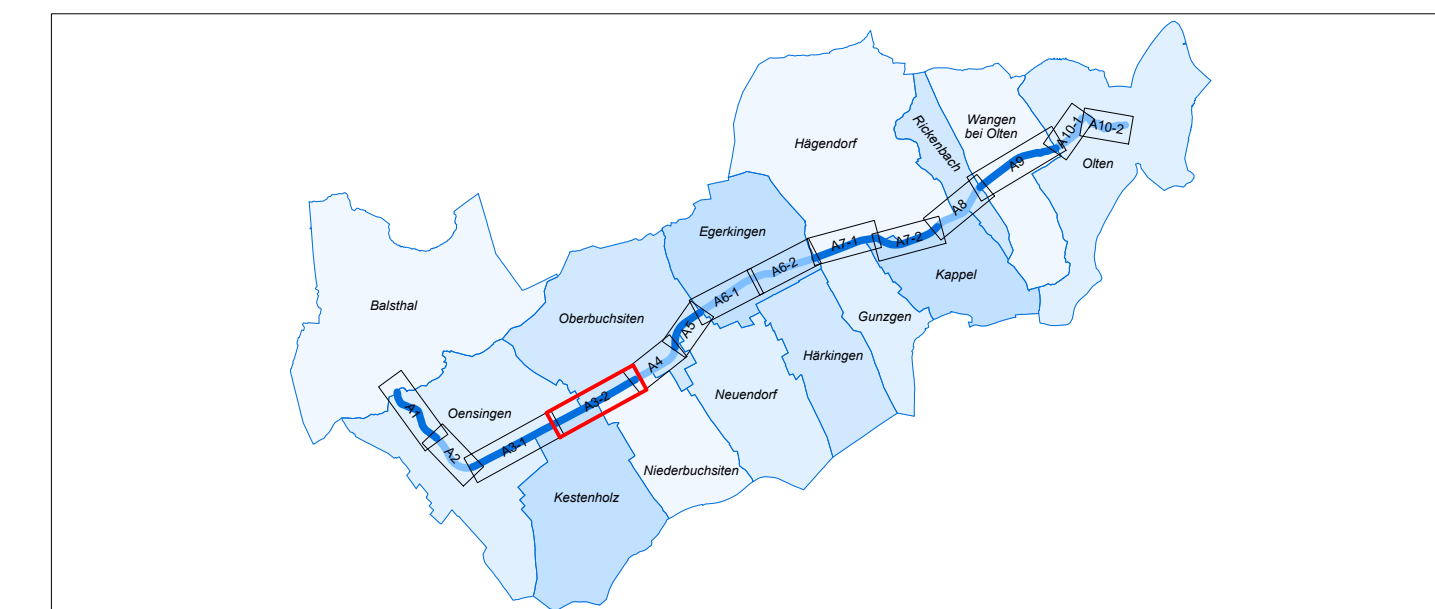 Wangen
bei Olten
Rickenbach
A10-1
A10-2
Hägendorf
A9
Olten
A8
Egerkingen
A7-1
A7-2
A6-2
Kappel
A6-1
Balsthal
Oberbuchsiten
Gunzgen
A5
Härkingen
A4
Neuendorf
A3-2
Oensingen
A1
A3-1
A2
Niederbuchsiten
Kestenholz